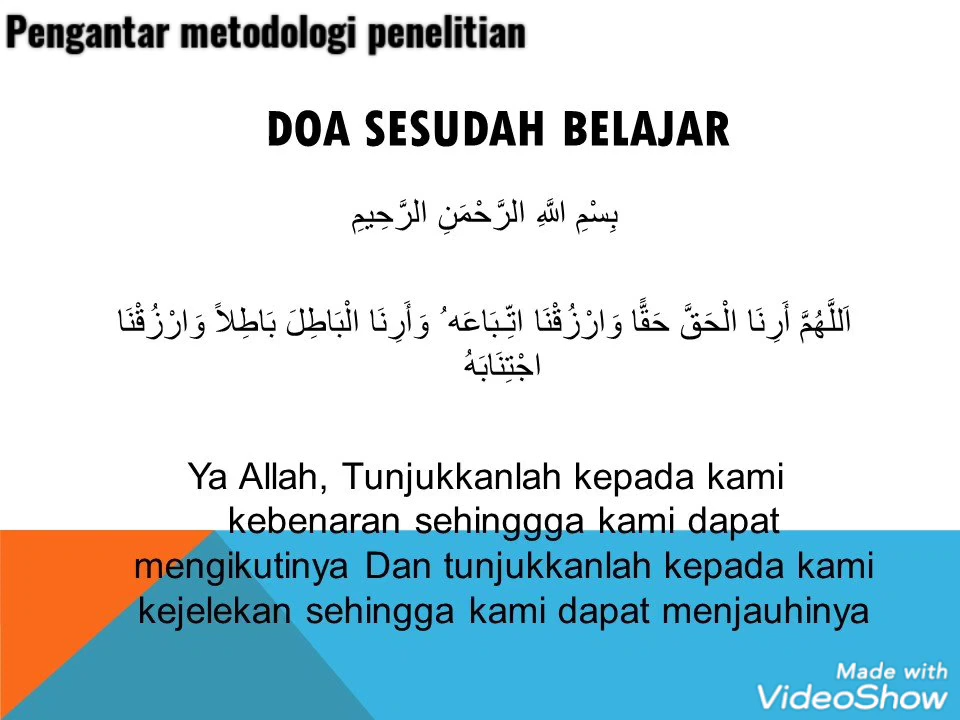 Pengantar metodologi penelitian
DOA SESUDAH BELAJAR
بِسْمِ اللَّهِ الرَّحْمَنِ الرَّحِيمِ
اَللَّهُمَّ أَرِنَا الْحَقَّ حَقًّا وَارْزُقْنَا اتِّـبَاعَه ُ وَأَرِنَا الْبَاطِلَ بَاطِلاً وَارْزُقْنَا
اجْتِنَابَهُ
Ya Allah, Tunjukkanlah kepada kami
kebenaran sehinggga kami dapat
mengikutinya Dan tunjukkanlah kepada kami
kejelekan sehingga kami dapat menjauhinya
Made with
VideoShow